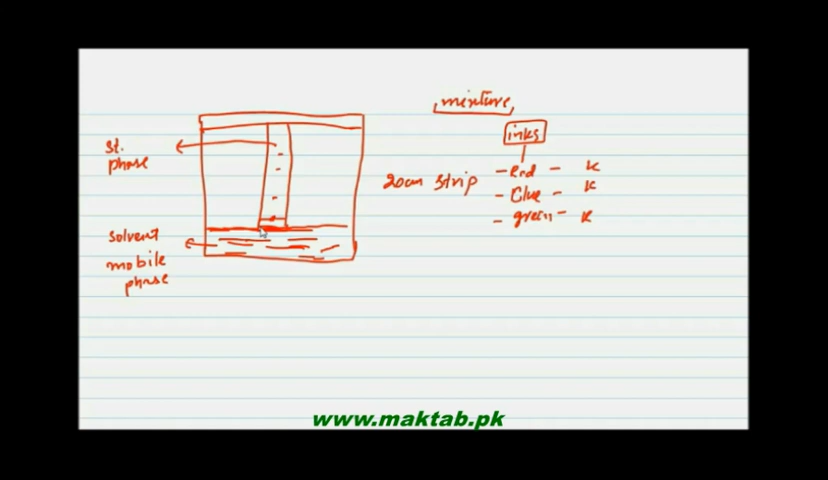 mixture
inks
st.
phase
20cm strip
- red - K
- blue - K
- green - K
solvent
mobile
phase
www.maktab.pk